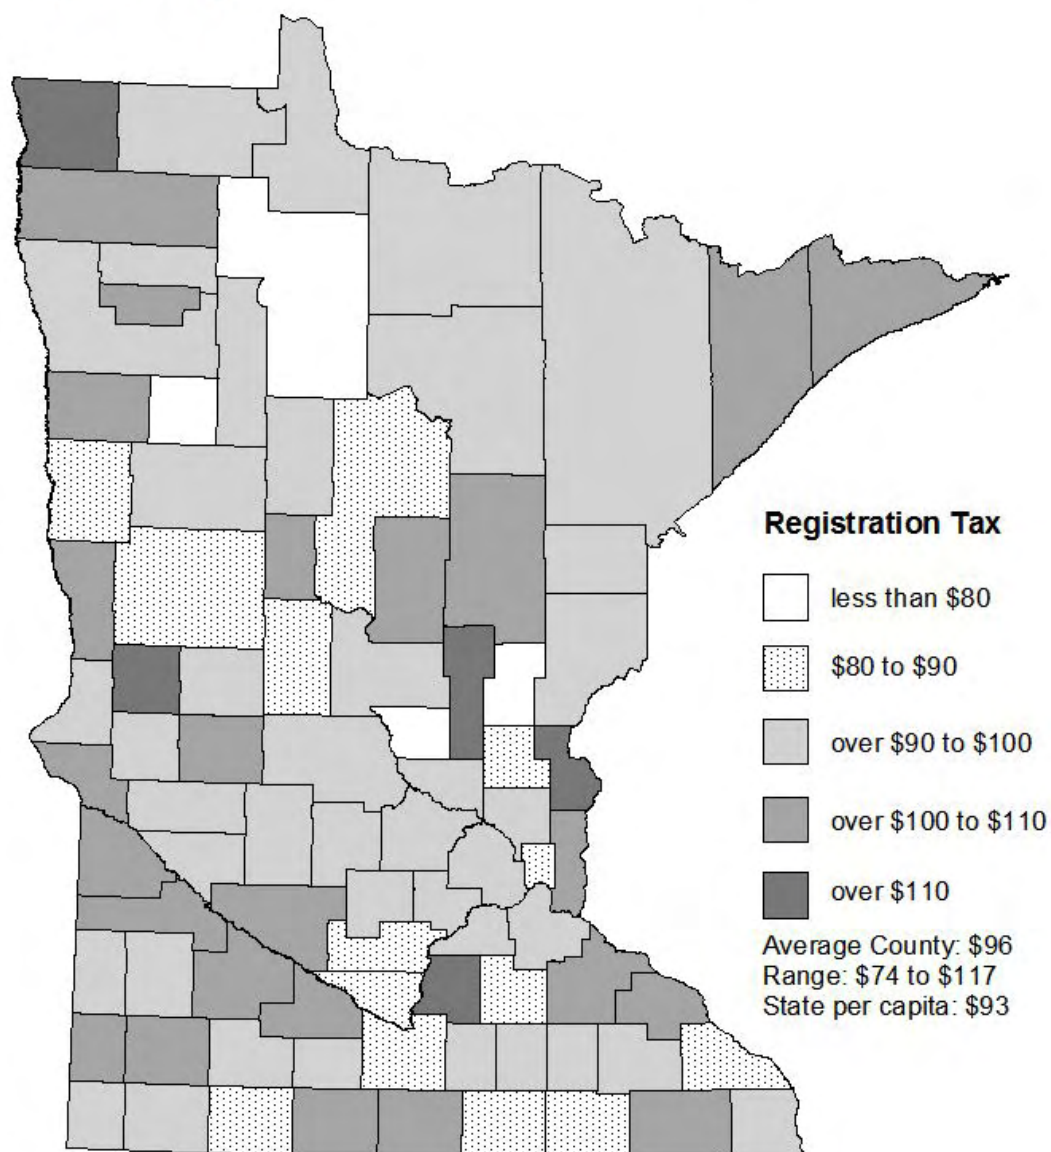 Registration Tax
less than $80
$80 to $90
over $90 to $100
over $100 to $110
over $110
Average County: $96
Range: $74 to $117
State per capita: $93